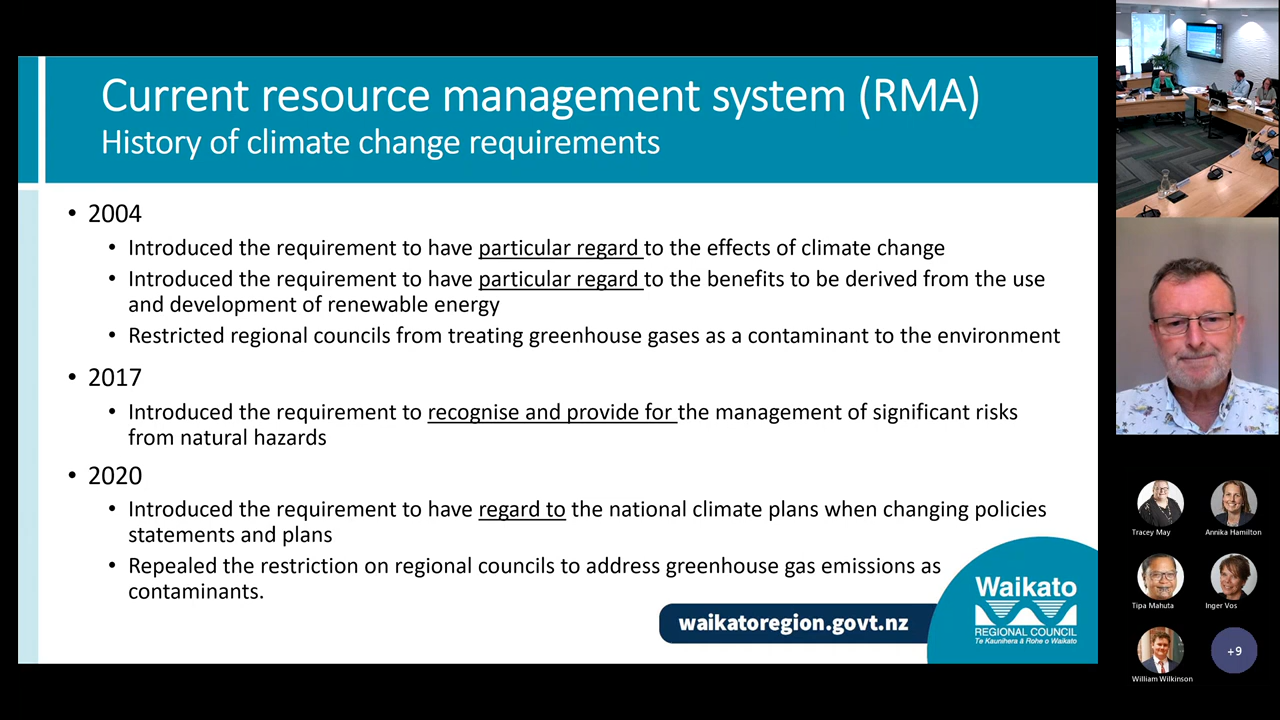 Current resource management system (RMA)
History of climate change requirements
• 2004
• Introduced the requirement to have particular regard to the effects of climate change
• Introduced the requirement to have particular regard to the benefits to be derived from the use
and development of renewable energy
• Restricted regional councils from treating greenhouse gases as a contaminant to the environment
• 2017
• Introduced the requirement to recognise and provide for the management of significant risks
from natural hazards
• 2020
• Introduced the requirement to have regard to the national climate plans when changing policies
statements and plans
• Repealed the restriction on regional councils to address greenhouse gas emissions as
contaminants.
waikatoregion.govt.nz
Waikato
REGIONAL COUNCIL
Te Kaunihera ā Rohe o Waikato
Tracey May
Annika Hamilton
Tipa Mahuta
Inger Vos
William Wilkinson
+9